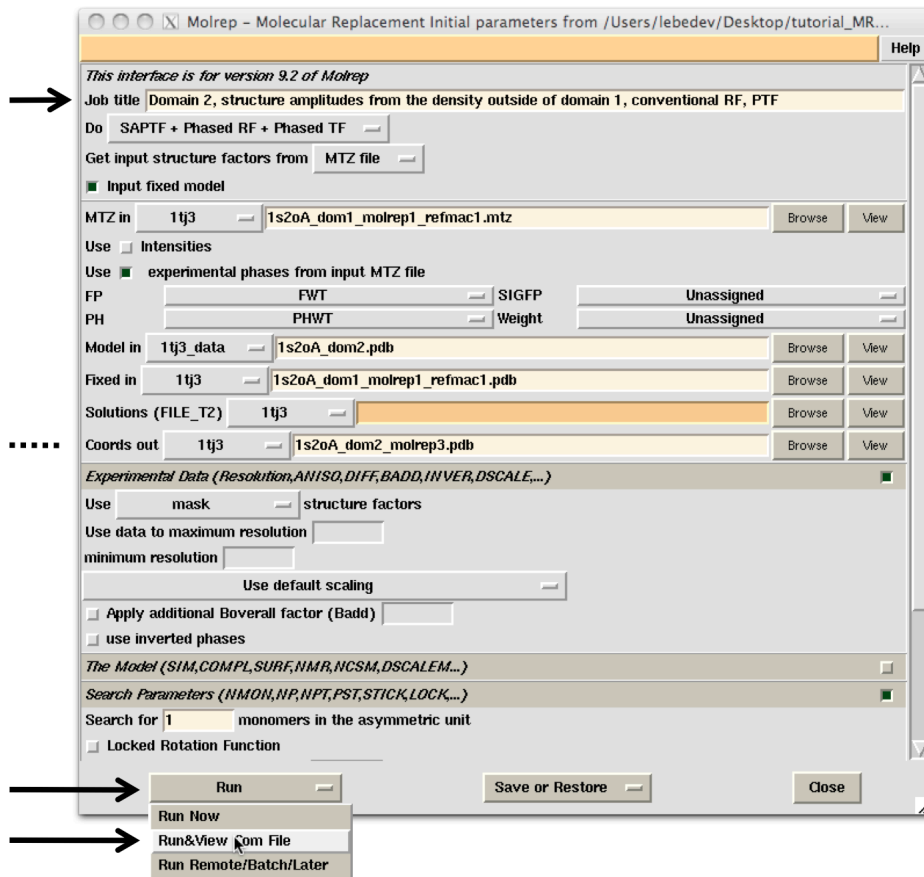 Molrep - Molecular Replacement Initial parameters from /Users/lebedev/Desktop/tutorial_MR...
Help
This interface is for version 9.2 of Molrep
Job title Domain 2, structure amplitudes from the density outside of domain 1, conventional RF, PTF
Do SAPTF + Phased RF + Phased TF
Get input structure factors from MTZ file
Input fixed model
MTZ in 1tj3 1s2oA_dom1_molrep1_refmac1.mtz Browse View
Use Intensities
Use experimental phases from input MTZ file
FP FWT SIGFP Unassigned
PH PHWT Weight Unassigned
Model in 1tj3_data 1s2oA_dom2.pdb Browse View
Fixed in 1tj3 1s2oA_dom1_molrep1_refmac1.pdb Browse View
Solutions (FILE_T2) 1tj3 Browse View
Coords out 1tj3 1s2oA_dom2_molrep3.pdb Browse View
Experimental Data (Resolution,ANISO,DIFF,BADD,INVER,DSCALE,...)
Use mask structure factors
Use data to maximum resolution
minimum resolution
Use default scaling
Apply additional Boverall factor (Badd)
use inverted phases
The Model (SIM,COMPL,SURF,NMR,NCSM,DSCALEM...)
Search Parameters (NMON,NP,NPT,PST,STICK,LOCK,...)
Search for 1 monomers in the asymmetric unit
Locked Rotation Function
Run Save or Restore Close
Run Now
Run&View Com File
Run Remote/Batch/Later